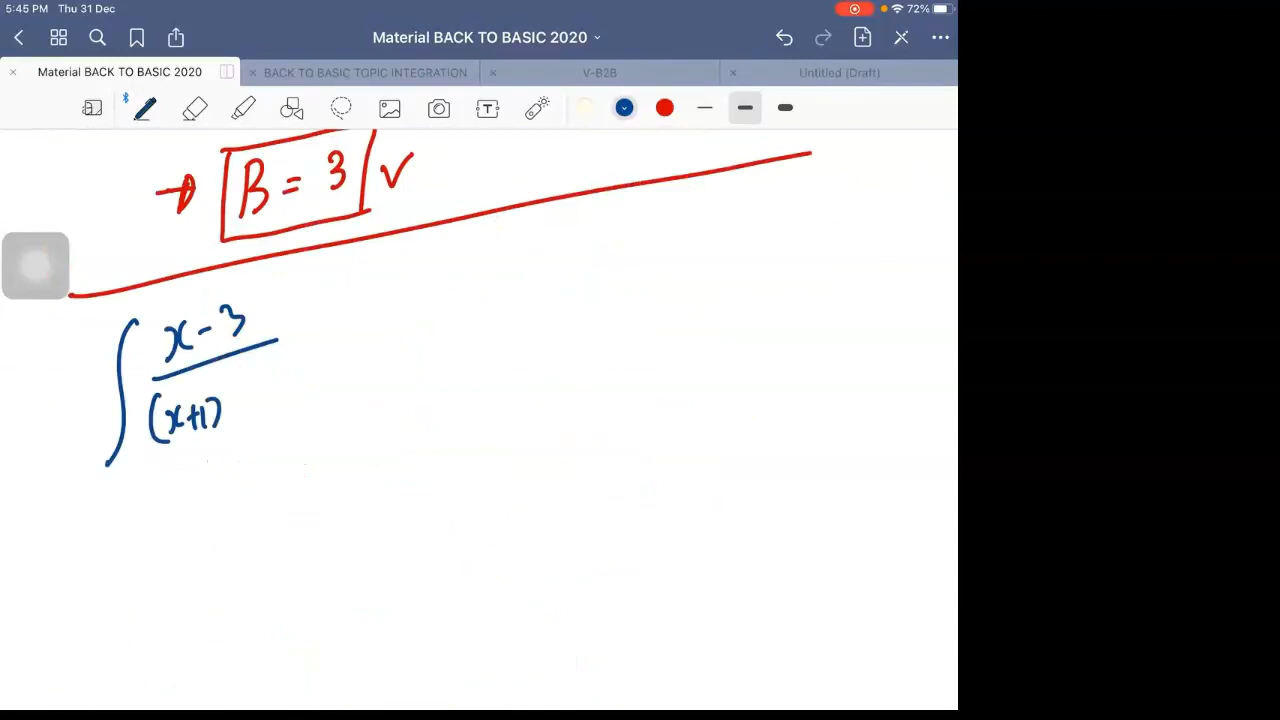 5:45 PM Thu 31 Dec 72%
Material BACK TO BASIC 2020
Material BACK TO BASIC 2020 BACK TO BASIC TOPIC INTEGRATION V-B2B Untitled (Draft)
T
→ B = 3 ✓
∫ x - 3
(x+1)